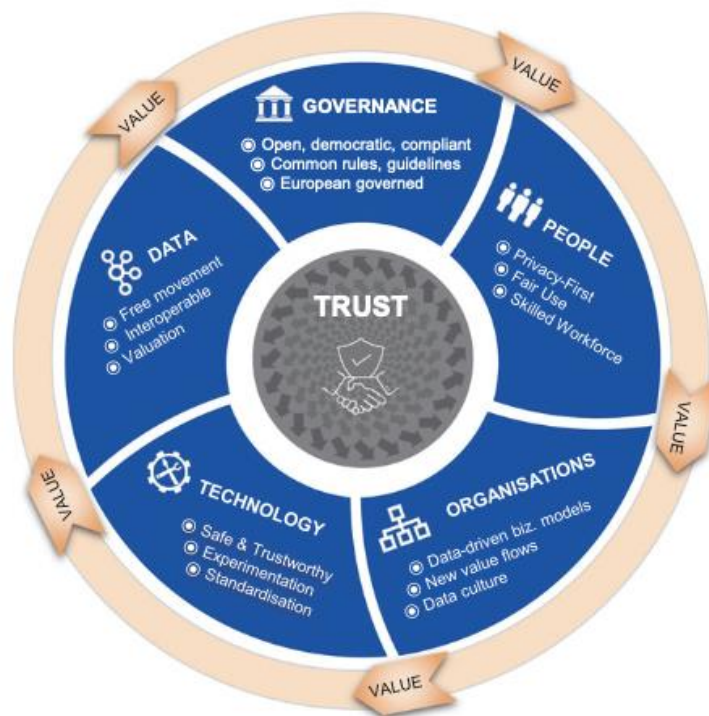 VALUE
VALUE
GOVERNANCE
Open, democratic, compliant
Common rules, guidelines
European governed
PEOPLE
Privacy-First
Fair Use
Skilled Workforce
DATA
Free movement
Interoperable
Valuation
TRUST
VALUE
VALUE
TECHNOLOGY
Safe & Trustworthy
Experimentation
Standardisation
ORGANISATIONS
Data-driven biz. models
New value flows
Data culture
VALUE